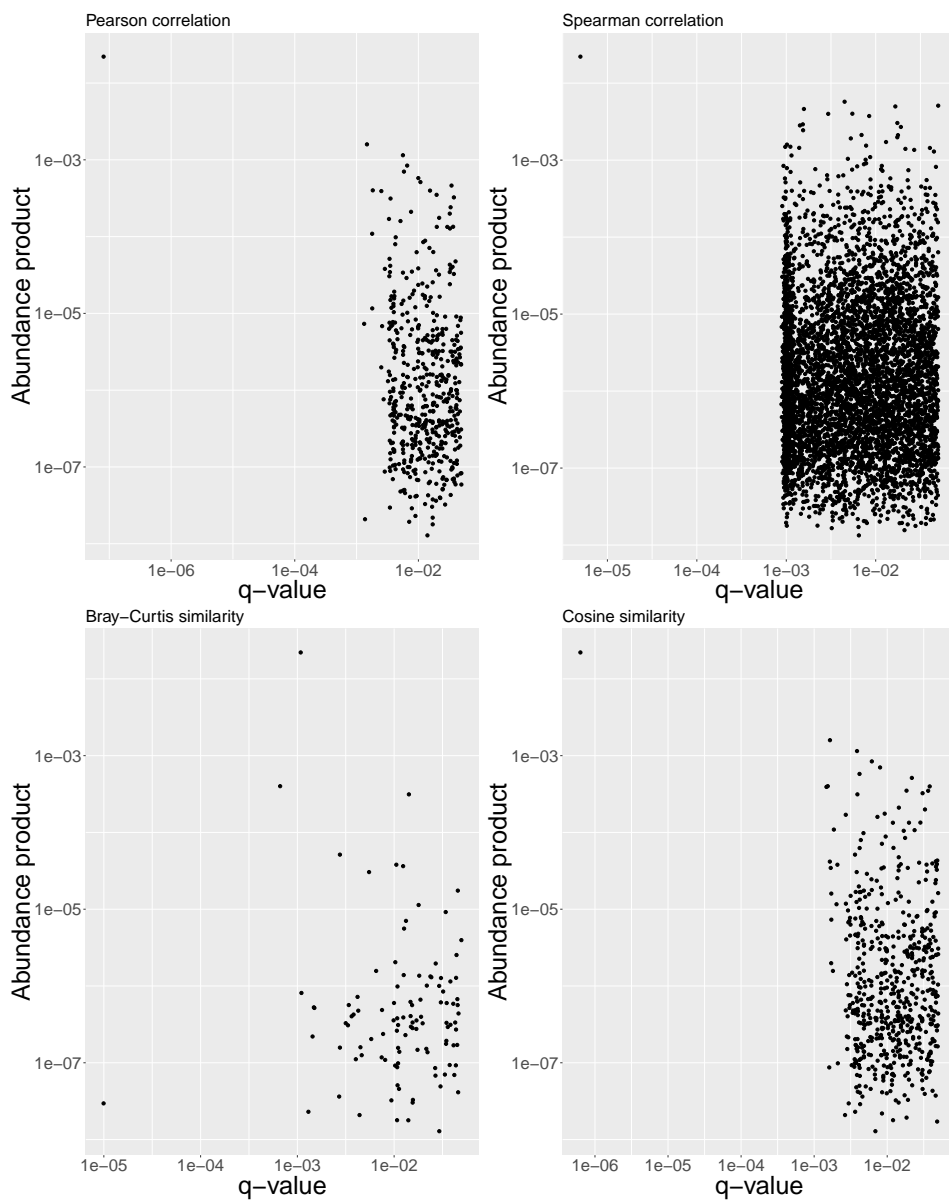 Pearson correlation
Abundance product
1e−03
1e−05
1e−07
1e−06 1e−04 1e−02
q−value
Spearman correlation
Abundance product
1e−03
1e−05
1e−07
1e−05 1e−04 1e−03 1e−02
q−value
Bray−Curtis similarity
Abundance product
1e−03
1e−05
1e−07
1e−05 1e−04 1e−03 1e−02
q−value
Cosine similarity
Abundance product
1e−03
1e−05
1e−07
1e−06 1e−05 1e−04 1e−03 1e−02
q−value